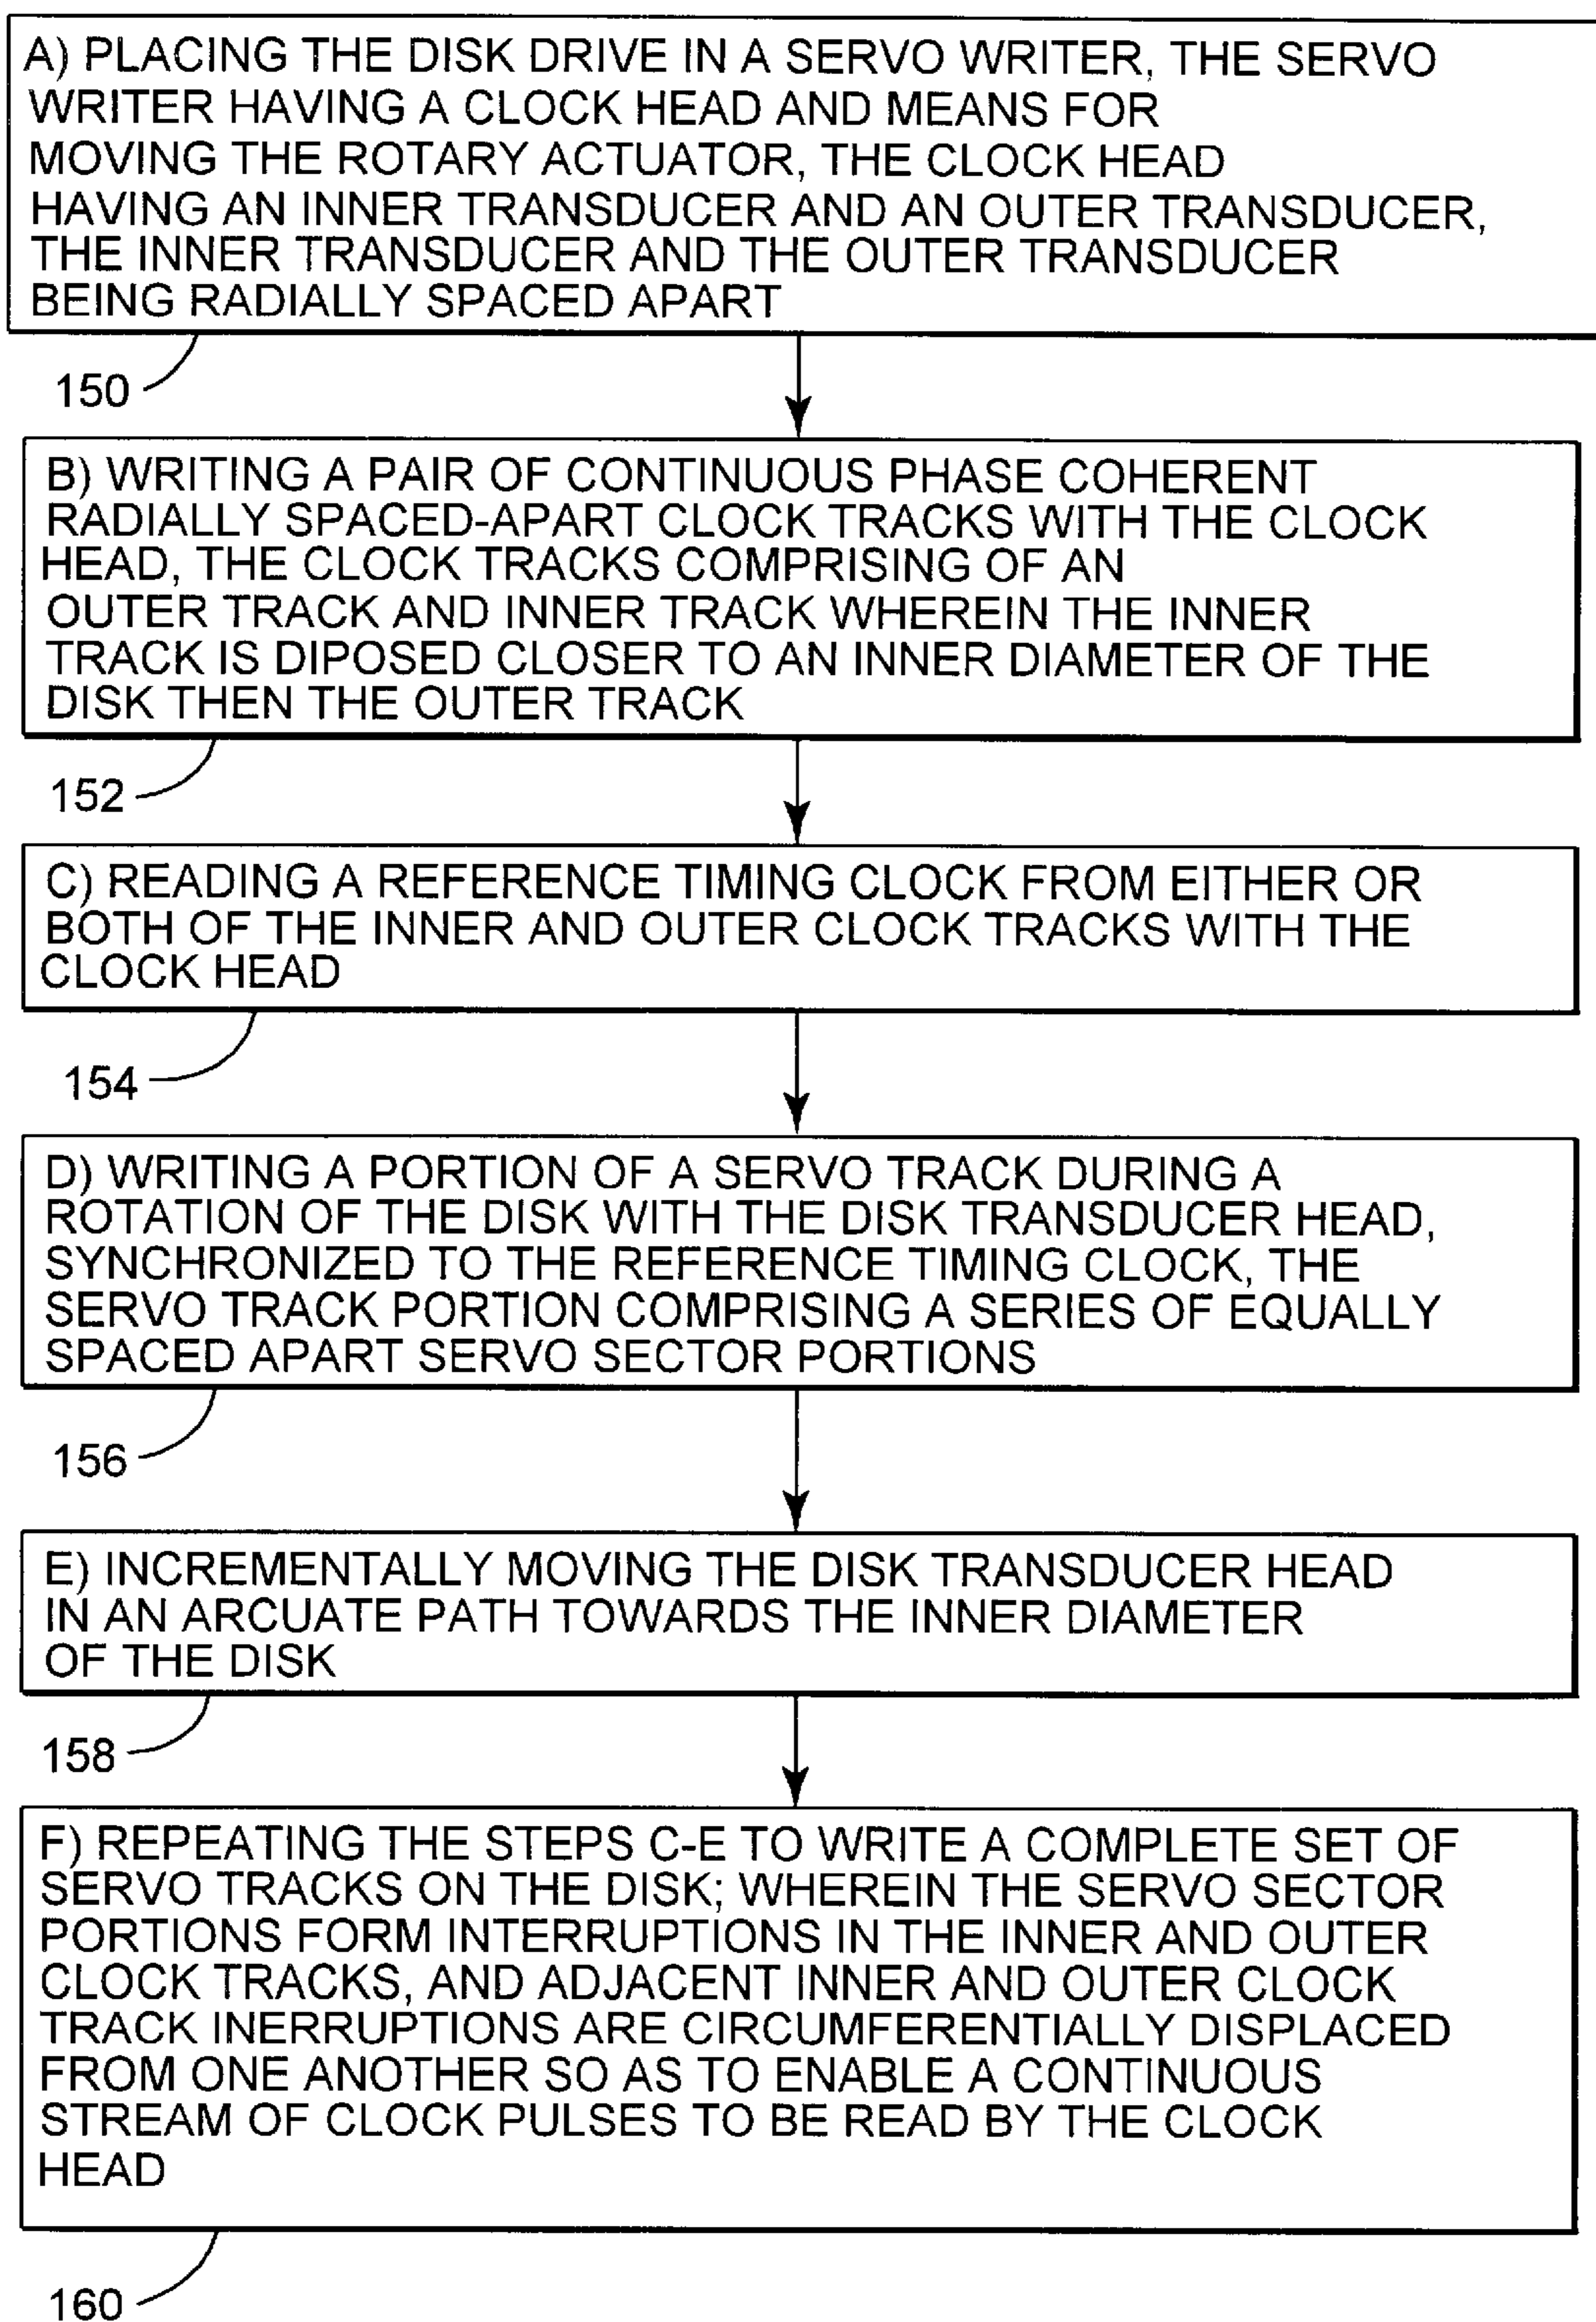 A) PLACING THE DISK DRIVE IN A SERVO WRITER, THE SERVO
WRITER HAVING A CLOCK HEAD AND MEANS FOR
MOVING THE ROTARY ACTUATOR, THE CLOCK HEAD
HAVING AN INNER TRANSDUCER AND AN OUTER TRANSDUCER,
THE INNER TRANSDUCER AND THE OUTER TRANSDUCER
BEING RADIALLY SPACED APART
150
B) WRITING A PAIR OF CONTINUOUS PHASE COHERENT
RADIALLY SPACED-APART CLOCK TRACKS WITH THE CLOCK
HEAD, THE CLOCK TRACKS COMPRISING OF AN
OUTER TRACK AND INNER TRACK WHEREIN THE INNER
TRACK IS DIPOSED CLOSER TO AN INNER DIAMETER OF THE
DISK THEN THE OUTER TRACK
152
C) READING A REFERENCE TIMING CLOCK FROM EITHER OR
BOTH OF THE INNER AND OUTER CLOCK TRACKS WITH THE
CLOCK HEAD
154
D) WRITING A PORTION OF A SERVO TRACK DURING A
ROTATION OF THE DISK WITH THE DISK TRANSDUCER HEAD,
SYNCHRONIZED TO THE REFERENCE TIMING CLOCK, THE
SERVO TRACK PORTION COMPRISING A SERIES OF EQUALLY
SPACED APART SERVO SECTOR PORTIONS
156
E) INCREMENTALLY MOVING THE DISK TRANSDUCER HEAD
IN AN ARCUATE PATH TOWARDS THE INNER DIAMETER
OF THE DISK
158
F) REPEATING THE STEPS C-E TO WRITE A COMPLETE SET OF
SERVO TRACKS ON THE DISK; WHEREIN THE SERVO SECTOR
PORTIONS FORM INTERRUPTIONS IN THE INNER AND OUTER
CLOCK TRACKS, AND ADJACENT INNER AND OUTER CLOCK
TRACK INERRUPTIONS ARE CIRCUMFERENTIALLY DISPLACED
FROM ONE ANOTHER SO AS TO ENABLE A CONTINUOUS
STREAM OF CLOCK PULSES TO BE READ BY THE CLOCK
HEAD
160